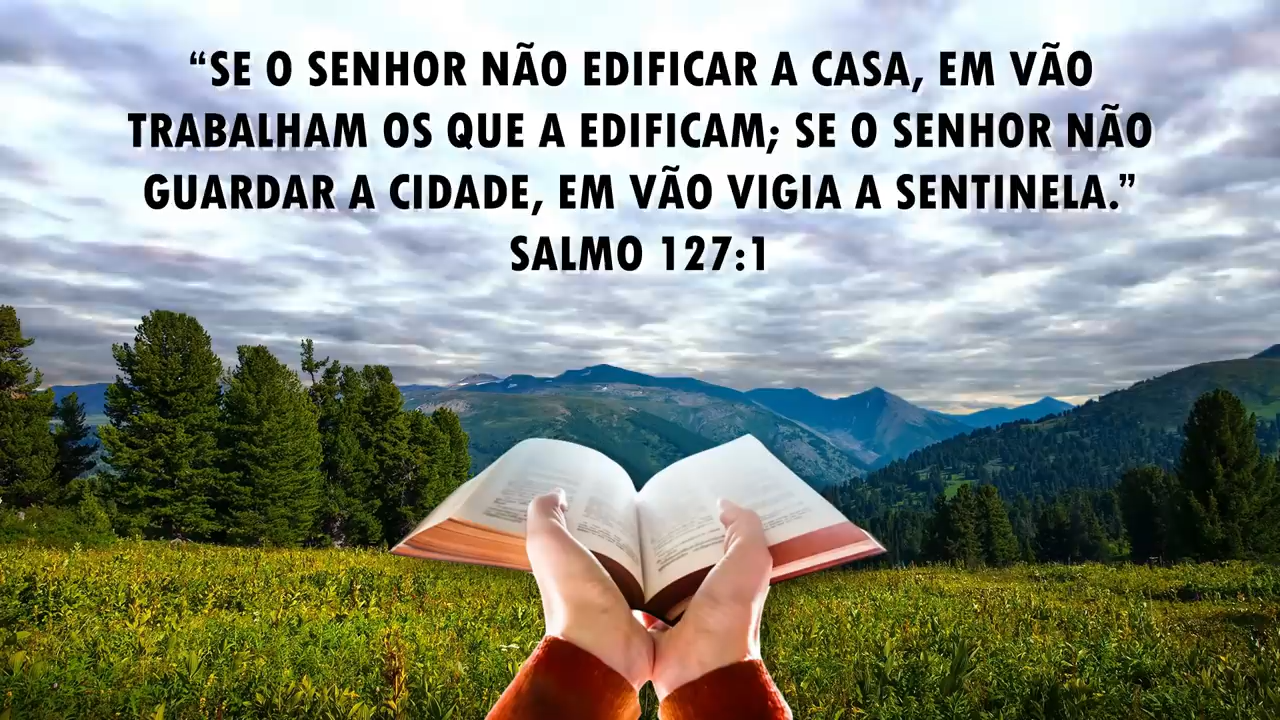 “SE O SENHOR NÃO EDIFICAR A CASA, EM VÃO
TRABALHAM OS QUE A EDIFICAM; SE O SENHOR NÃO
GUARDAR A CIDADE, EM VÃO VIGIA A SENTINELA.”
SALMO 127:1